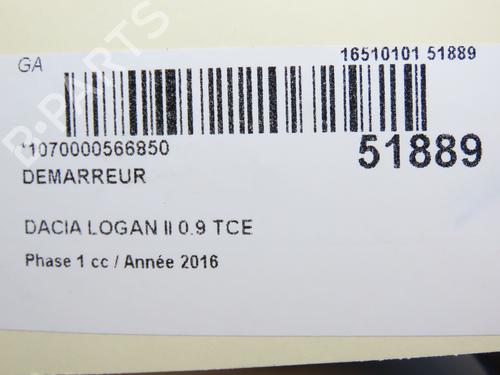 GA
16510101 51889
*1070000566850
51889
DEMARREUR
DACIA LOGAN II 0.9 TCE
Phase 1 cc / Année 2016
B-PARTS